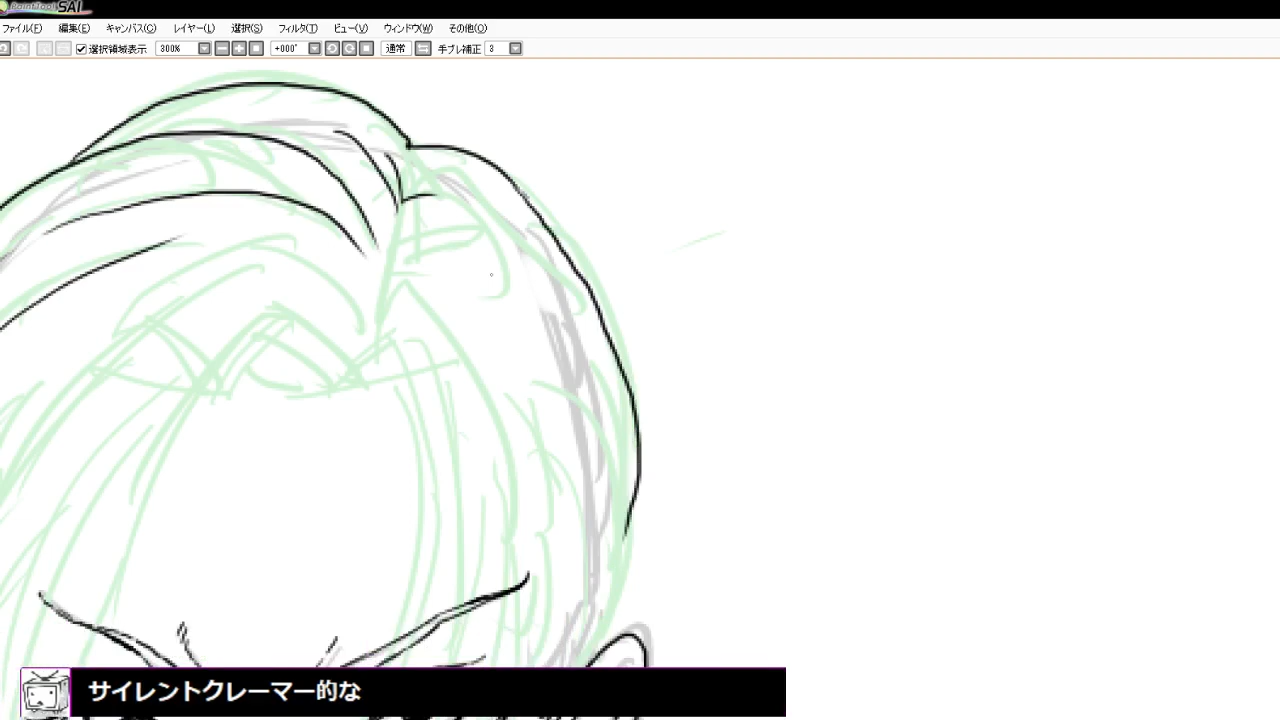 PaintTool SAI
ファイル(F) 編集(E) キャンバス(C) レイヤー(L) 選択(S) フィルタ(T) ビュー(V) ウィンドウ(W) その他(O)
選択領域表示 300% +000° 通常 手ブレ補正 3
サイレントクレーマー的な